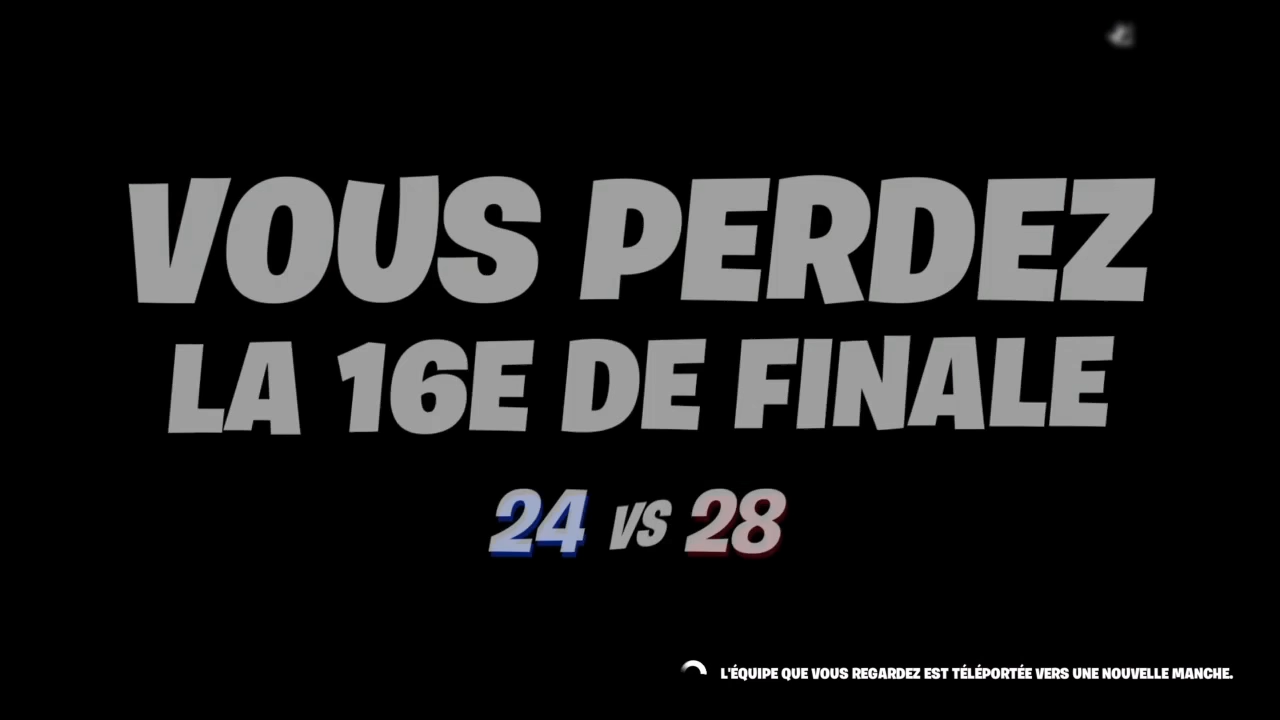 VOUS PERDEZ
LA 16E DE FINALE
24 VS 28
L'ÉQUIPE QUE VOUS REGARDEZ EST TÉLÉPORTÉE VERS UNE NOUVELLE MANCHE.